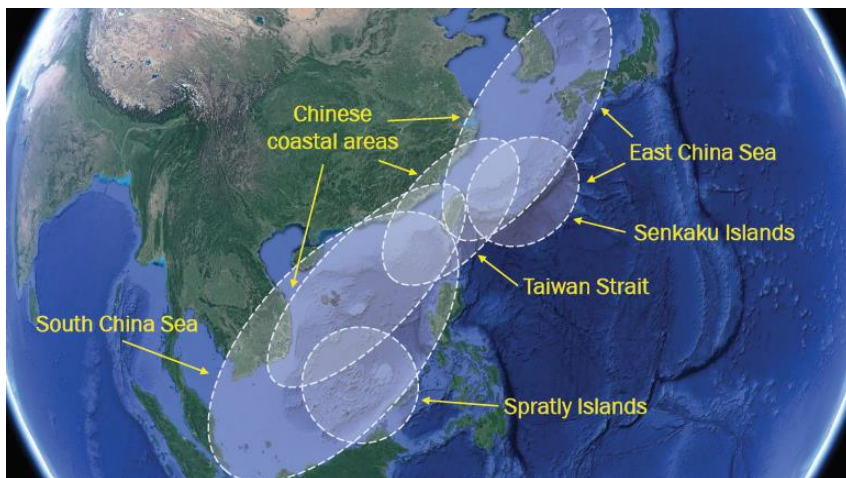 Chinese
coastal areas
East China Sea
Senkaku Islands
Taiwan Strait
South China Sea
Spratly Islands